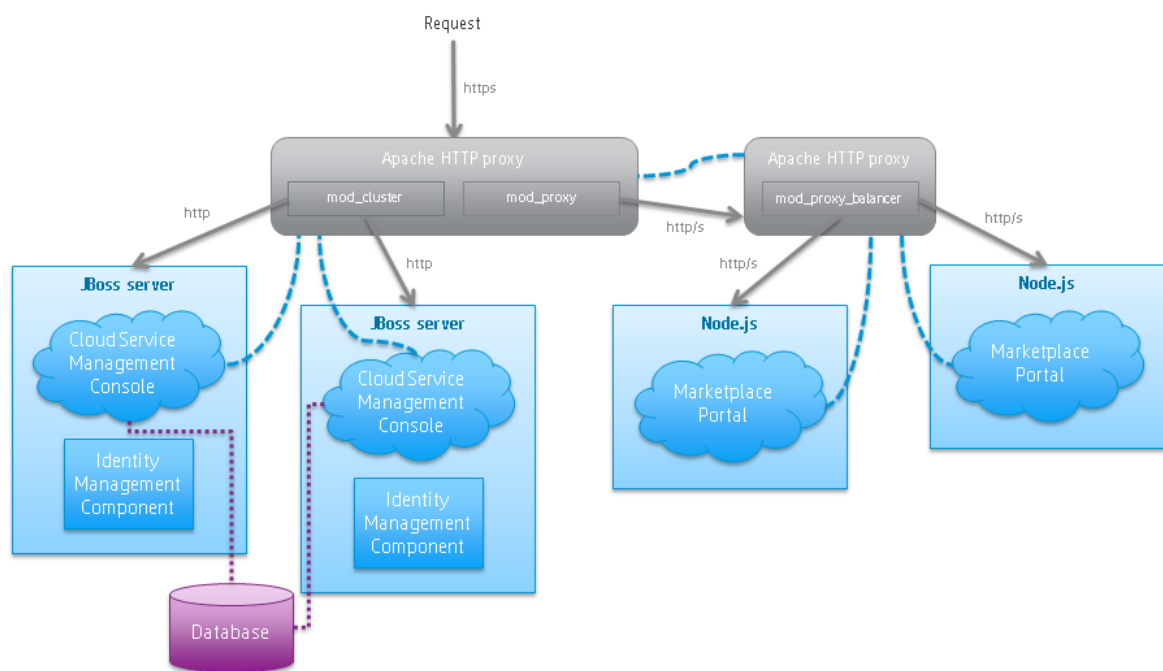 Request
https
Apache HTTP proxy
mod_cluster
mod_proxy
Apache HTTP proxy
mod_proxy_balancer
http
http
http/s
http/s
http/s
JBoss server
Cloud Service
Management
Console
Identity
Management
Component
JBoss server
Cloud Service
Management
Console
Identity
Management
Component
Node.js
Marketplace
Portal
Node.js
Marketplace
Portal
Database